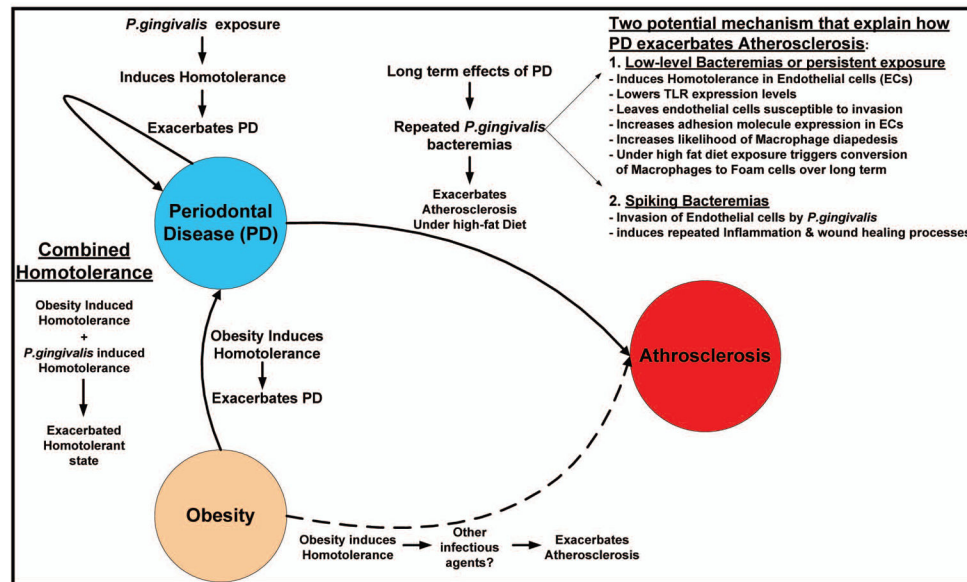 P.gingivalis exposure
Induces Homotolerance
Exacerbates PD
Long term effects of PD
Repeated P.gingivalis
bacteremias
Exacerbates
Atherosclerosis
Under high-fat Diet
Two potential mechanism that explain how
PD exacerbates Atherosclerosis:
1. Low-level Bacteremias or persistent exposure
- Induces Homotolerance in Endothelial cells (ECs)
- Lowers TLR expression levels
- Leaves endothelial cells susceptible to invasion
- Increases adhesion molecule expression in ECs
- Increases likelihood of Macrophage diapedesis
- Under high fat diet exposure triggers conversion
of Macrophages to Foam cells over long term
2. Spiking Bacteremias
- Invasion of Endothelial cells by P.gingivalis
- induces repeated Inflammation & wound healing processes
Periodontal
Disease (PD)
Combined
Homotolerance
Obesity Induced
Homotolerance
+
P.gingivalis induced
Homotolerance
Exacerbated
Homotolerant
state
Obesity Induces
Homotolerance
Exacerbates PD
Athrosclerosis
Obesity
Obesity induces
Homotolerance
Other
infectious
agents?
Exacerbates
Atherosclerosis